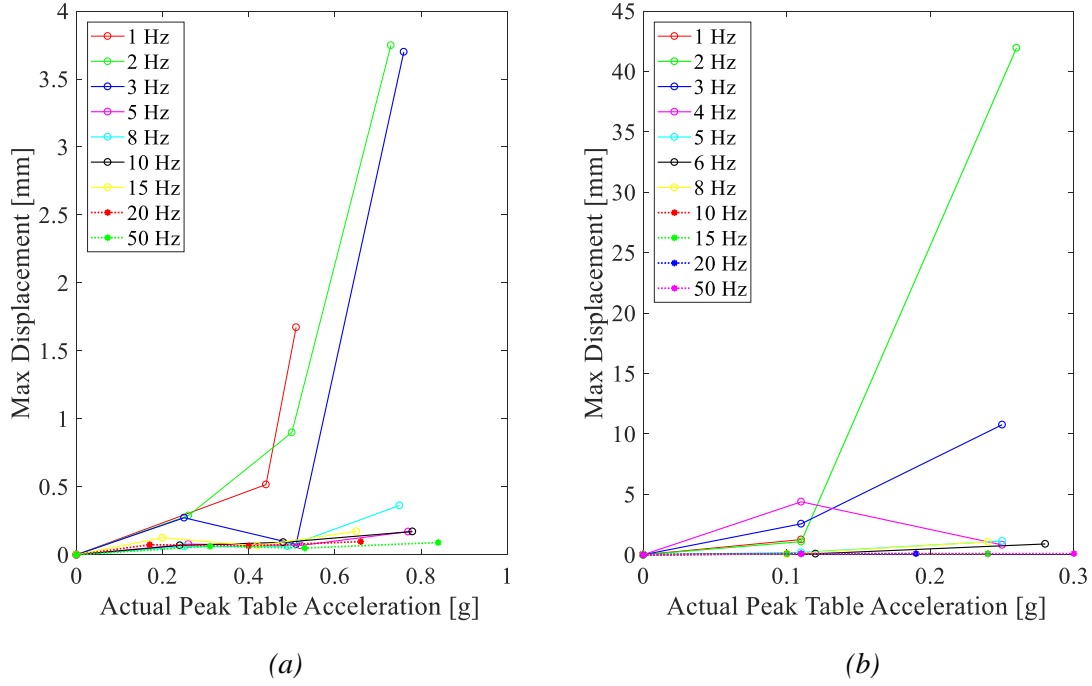 4
3.5
3
2.5
2
1.5
1
0.5
0
Max Displacement [mm]
1 Hz
2 Hz
3 Hz
5 Hz
8 Hz
10 Hz
15 Hz
20 Hz
50 Hz
0 0.2 0.4 0.6 0.8 1
Actual Peak Table Acceleration [g]
(a)
45
40
35
30
25
20
15
10
5
0
Max Displacement [mm]
1 Hz
2 Hz
3 Hz
4 Hz
5 Hz
6 Hz
8 Hz
10 Hz
15 Hz
20 Hz
50 Hz
0 0.1 0.2 0.3
Actual Peak Table Acceleration [g]
(b)